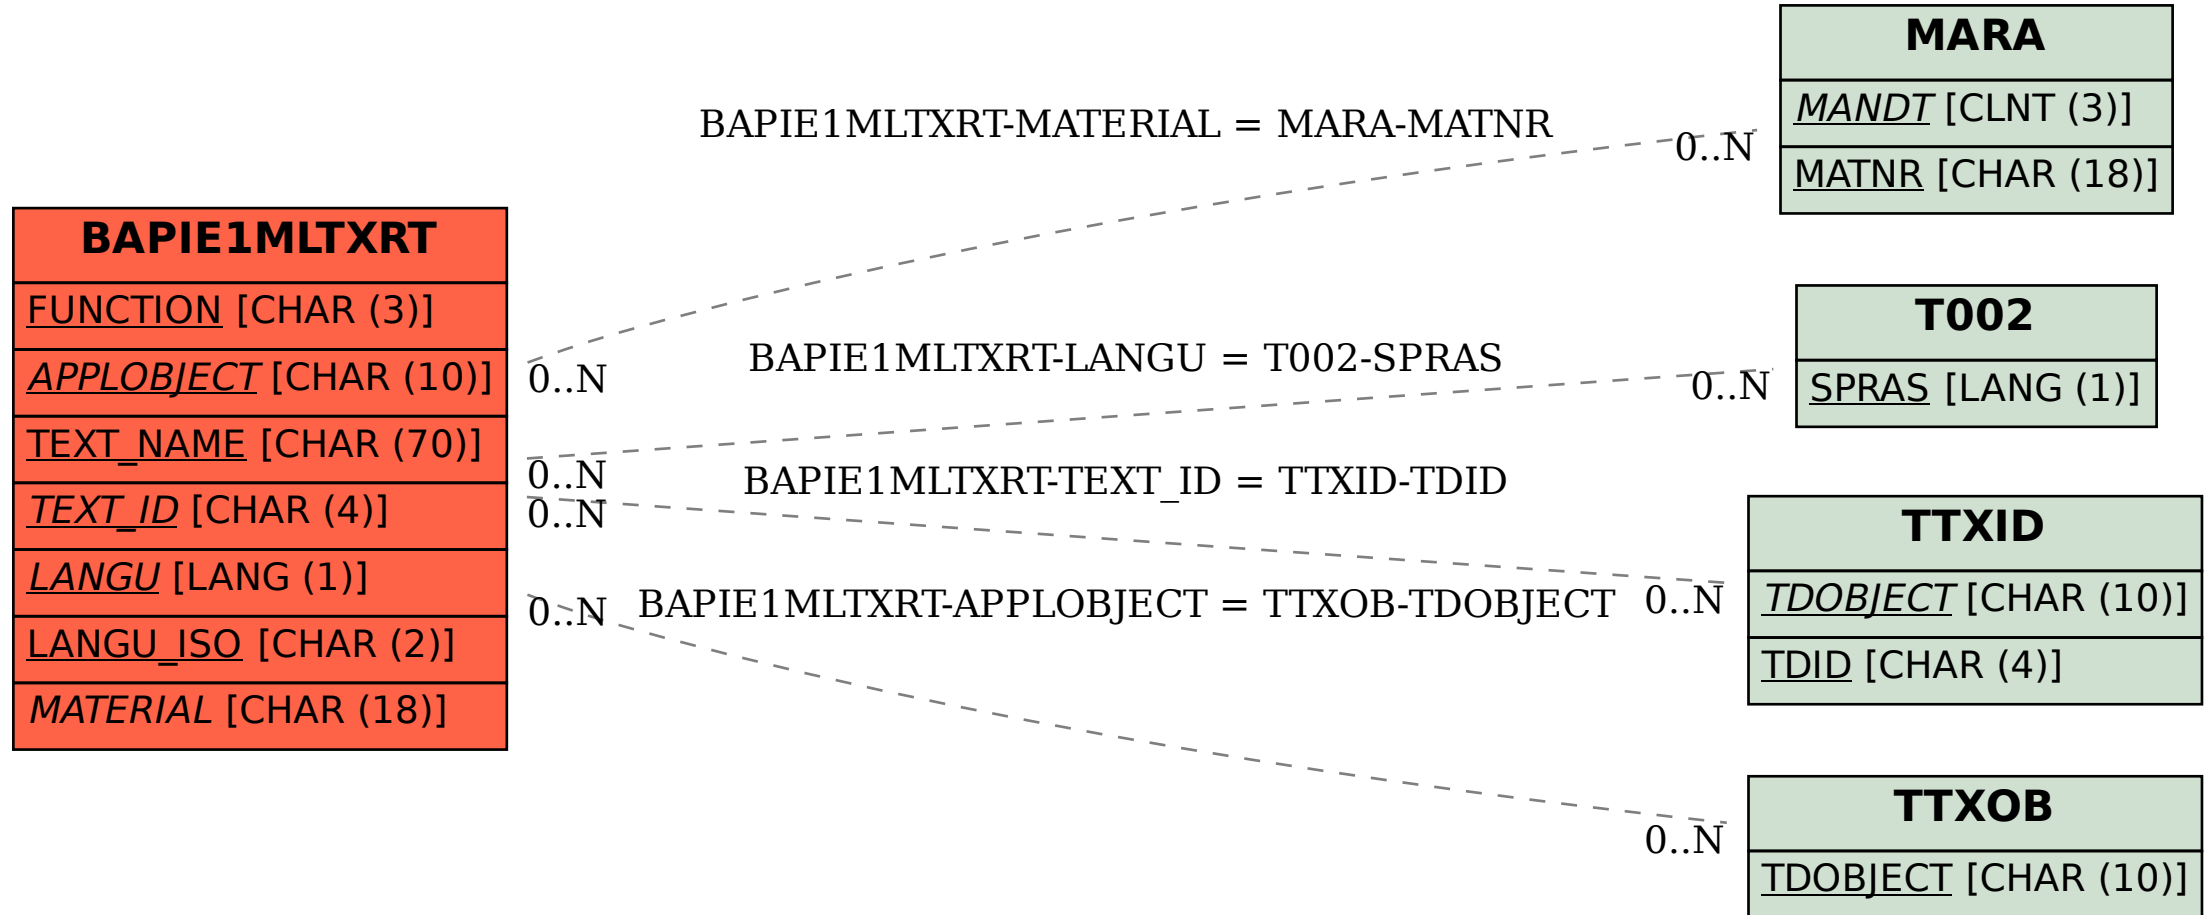 BAPIE1MLTXRT
FUNCTION [CHAR (3)]
APPLOBJECT [CHAR (10)]
TEXT_NAME [CHAR (70)]
TEXT_ID [CHAR (4)]
LANGU [LANG (1)]
LANGU_ISO [CHAR (2)]
MATERIAL [CHAR (18)]
BAPIE1MLTXRT-MATERIAL = MARA-MATNR
0..N
0..N
BAPIE1MLTXRT-LANGU = T002-SPRAS
0..N
0..N
BAPIE1MLTXRT-TEXT_ID = TTXID-TDID
0..N
0..N
BAPIE1MLTXRT-APPLOBJECT = TTXOB-TDOBJECT
0..N
0..N
MARA
MANDT [CLNT (3)]
MATNR [CHAR (18)]
T002
SPRAS [LANG (1)]
TTXID
TDOBJECT [CHAR (10)]
TDID [CHAR (4)]
TTXOB
TDOBJECT [CHAR (10)]